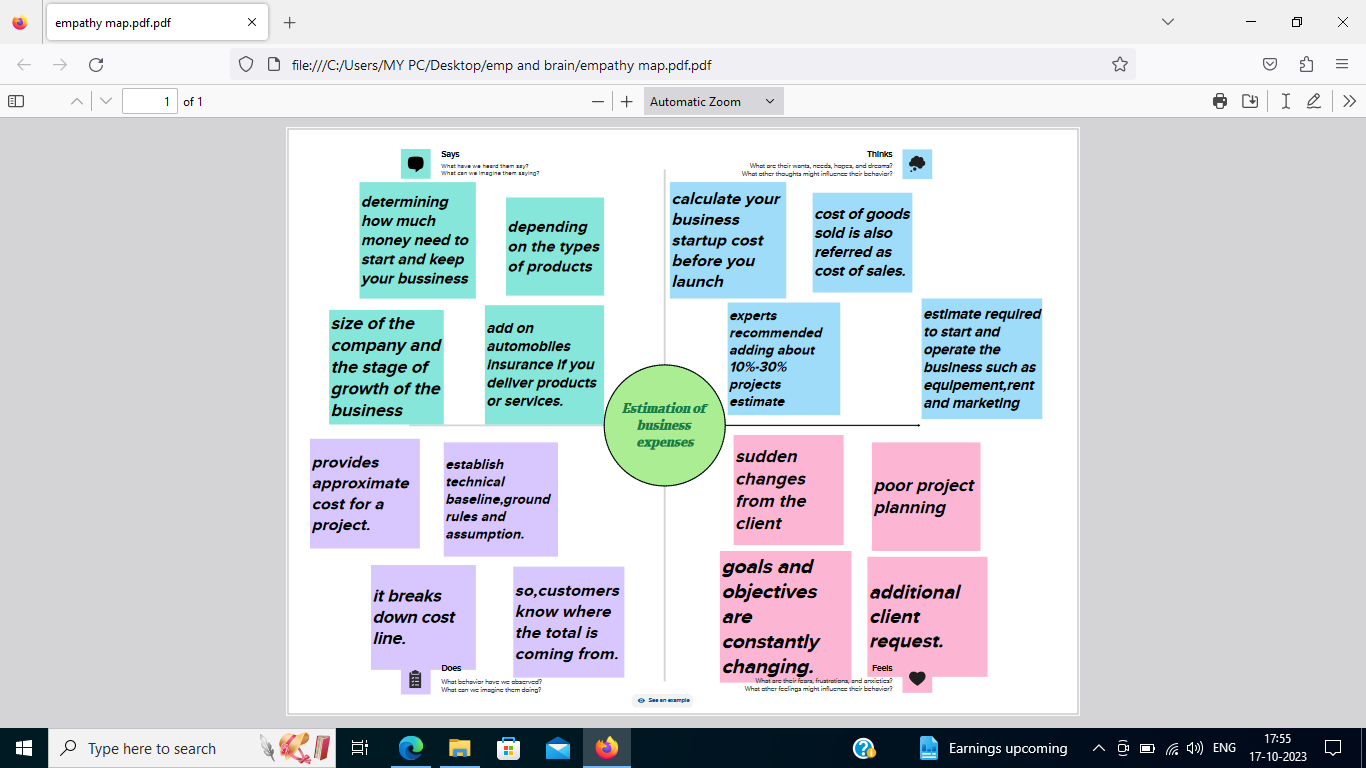 empathy map.pdf.pdf
file:///C:/Users/MY PC/Desktop/emp and brain/empathy map.pdf.pdf
1 of 1
Automatic Zoom
Says
What have we heard them say?
What can we imagine them saying?
determining
how much
money need to
start and keep
your bussiness
depending
on the types
of products
size of the
company and
the stage of
growth of the
business
add on
automobiles
insurance if you
deliver products
or services.
Thinks
What are their wants, needs, hopes, and dreams?
What other thoughts might influence their behavior?
calculate your
business
startup cost
before you
launch
cost of goods
sold is also
referred as
cost of sales.
experts
recommended
adding about
10%-30%
projects
estimate
estimate required
to start and
operate the
business such as
equipement,rent
and marketing
Estimation of
business
expenses
provides
approximate
cost for a
project.
establish
technical
baseline,ground
rules and
assumption.
it breaks
down cost
line.
so,customers
know where
the total is
coming from.
Does
What behavior have we observed?
What can we imagine them doing?
sudden
changes
from the
client
poor project
planning
goals and
objectives
are
constantly
changing.
additional
client
request.
Feels
What are their fears, frustrations, and anxieties?
What other feelings might influence their behavior?
See an example
Type here to search
Earnings upcoming
ENG
17:55
17-10-2023